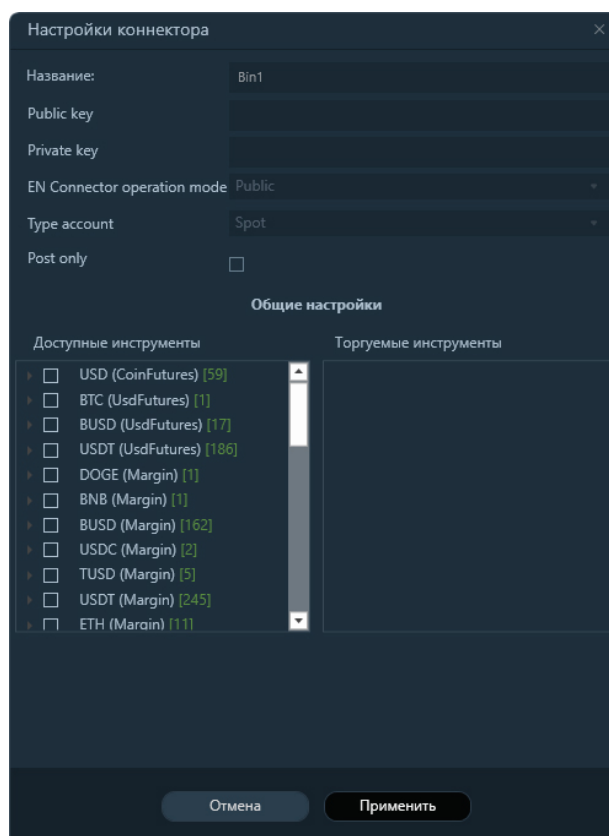 Настройки коннектора
Название: Bin1
Public key
Private key
EN Connector operation mode Public
Type account Spot
Post only
Общие настройки
Доступные инструменты Торгуемые инструменты
USD (CoinFutures) [59]
BTC (UsdFutures) [1]
BUSD (UsdFutures) [17]
USDT (UsdFutures) [186]
DOGE (Margin) [1]
BNB (Margin) [1]
BUSD (Margin) [162]
USDC (Margin) [2]
TUSD (Margin) [5]
USDT (Margin) [245]
ETH (Margin) [11]
Отмена Применить